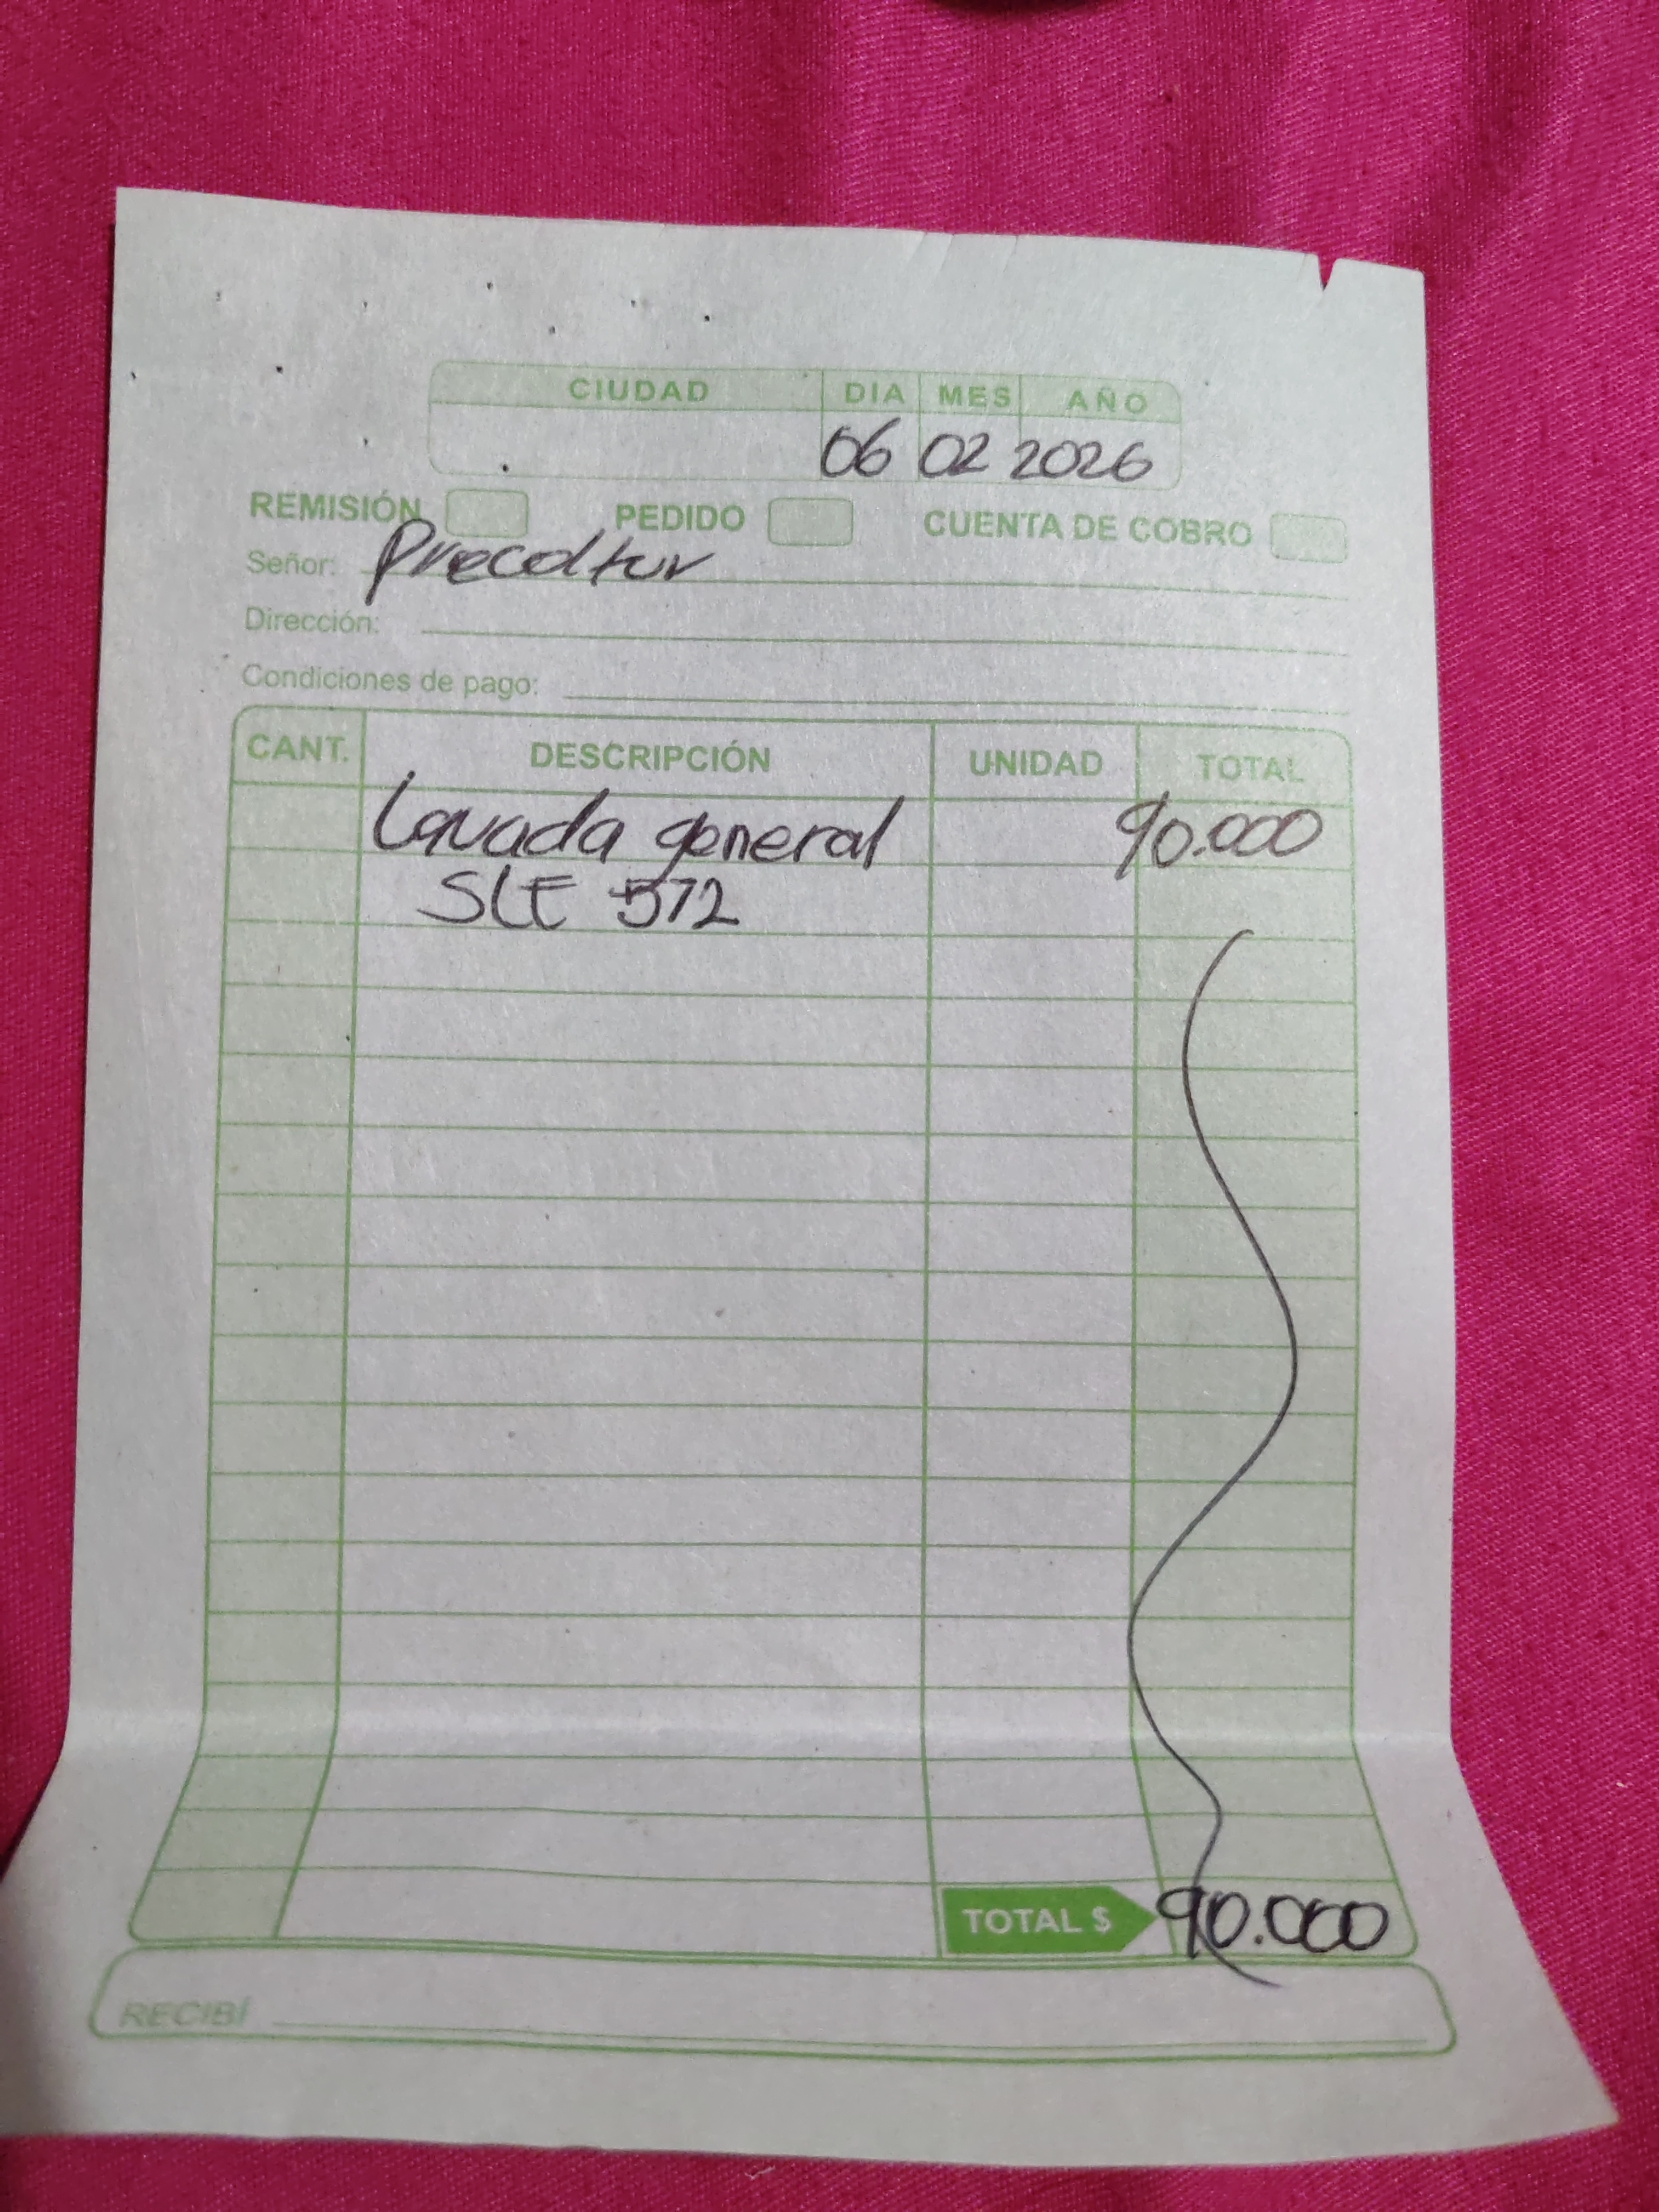 CIUDAD DIA MES AÑO
06 02 2026
REMISIÓN PEDIDO CUENTA DE COBRO
Señor: Precoltur
Dirección:
Condiciones de pago:
CANT. DESCRIPCIÓN UNIDAD TOTAL
Lavada general 90.000
SLE 572
TOTAL $ 90.000
RECIBÍ